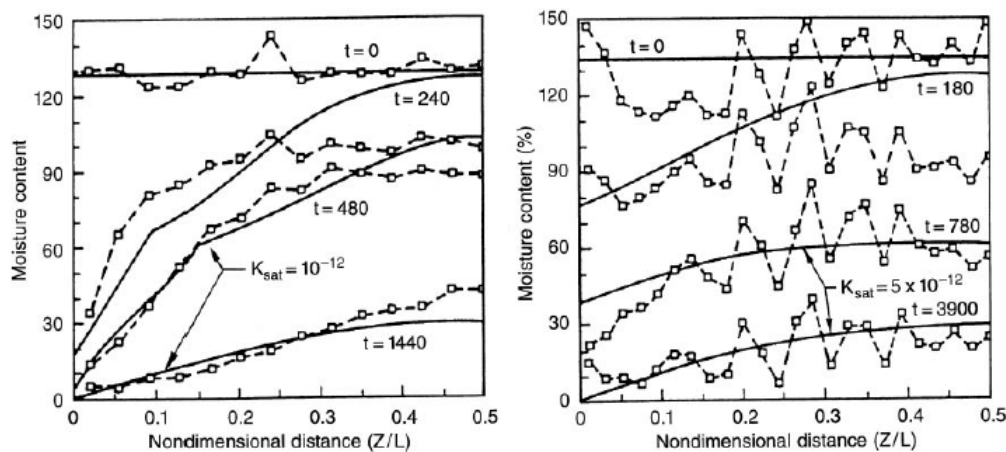 150
120
90
60
30
0
Moisture content
t = 0
t = 240
t = 480
K_sat = 10^-12
t = 1440
0
0.1
0.2
0.3
0.4
0.5
Nondimensional distance (Z/L)
150
120
90
60
30
0
Moisture content (%)
t = 0
t = 180
t = 780
K_sat = 5 x 10^-12
t = 3900
0
0.1
0.2
0.3
0.4
0.5
Nondimensional distance (Z/L)